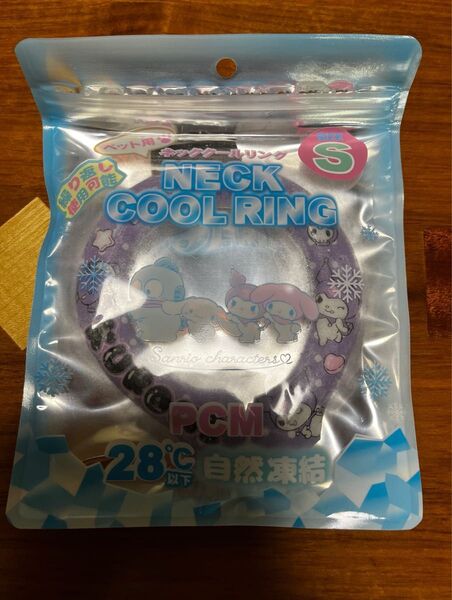 ペット用
SIZE
S
繰り返し
使用可能
ネッククールリング
NECK
COOL RING
Sanrio characters
KURO
PCM
28℃
以下
自然凍結